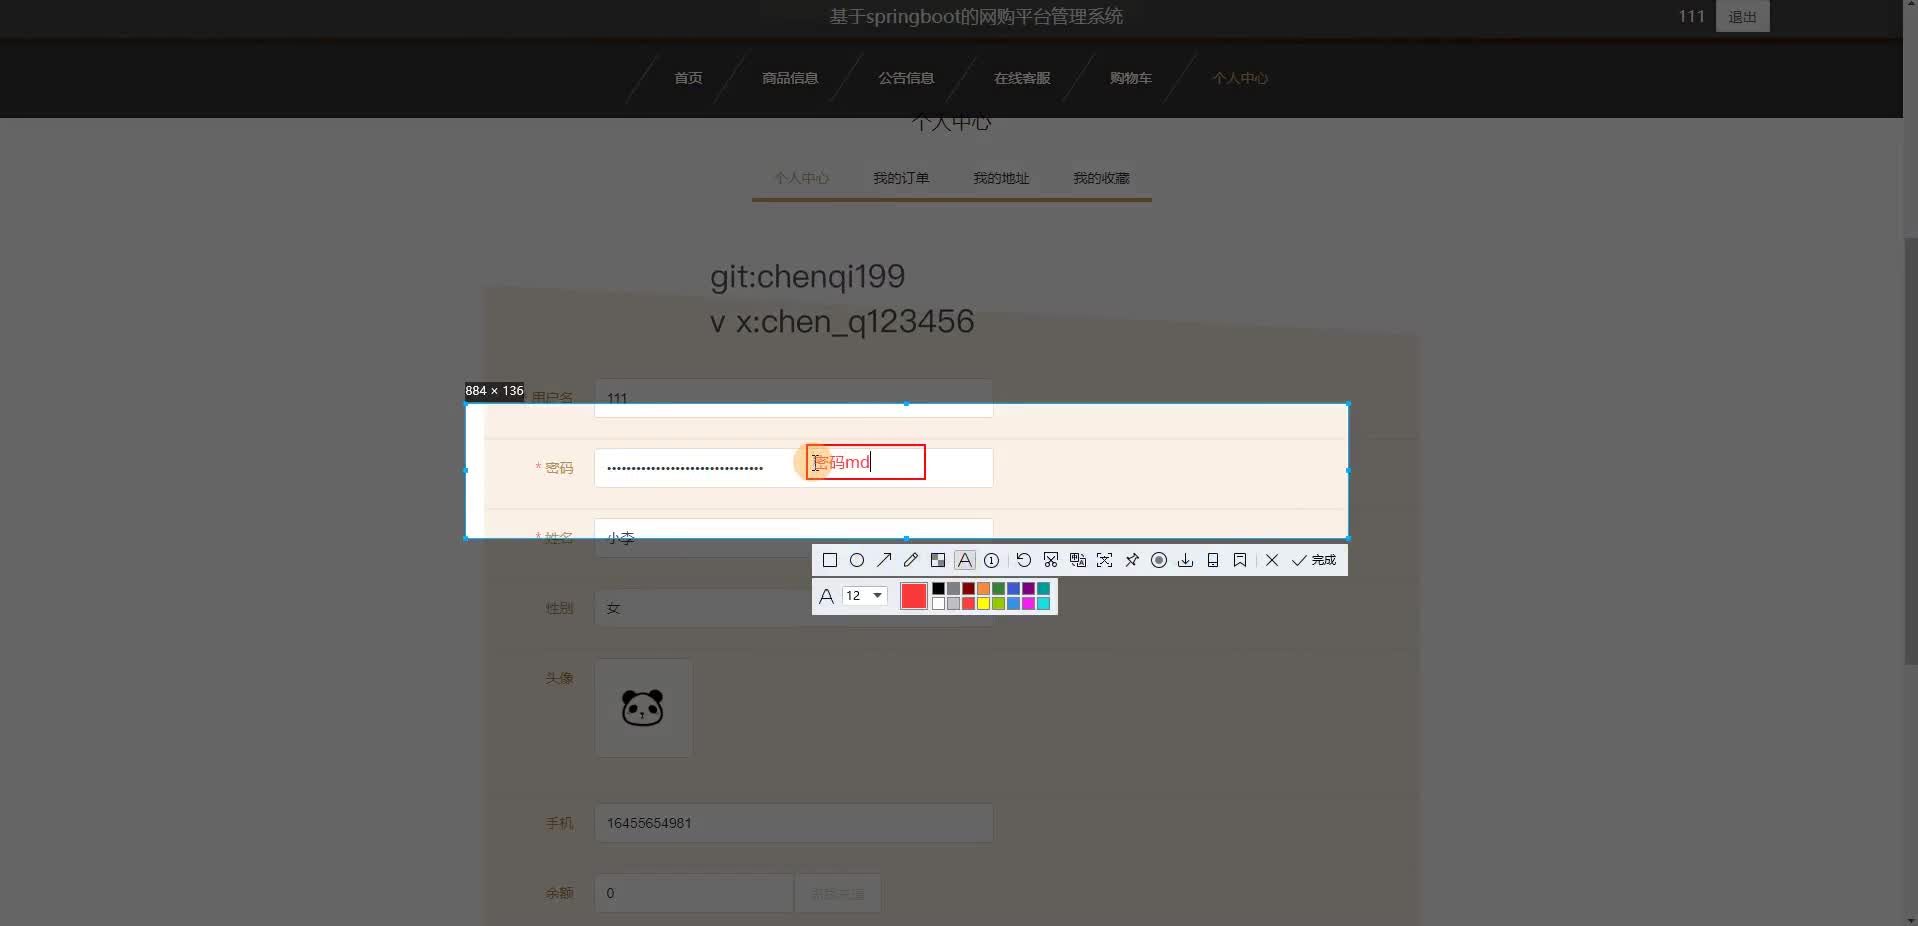 基于springboot的网购平台管理系统
111 退出
首页 商品信息 公告信息 在线客服 购物车 个人中心
个人中心
个人中心 我的订单 我的地址 我的收藏
git:chenqi199
v x:chen_q123456
884 × 136
用户名 111
* 密码 ••••••••••••••••••••••••••••••••
密码md
* 姓名 小李
完成
12
性别 女
头像
手机 16455654981
余额 0